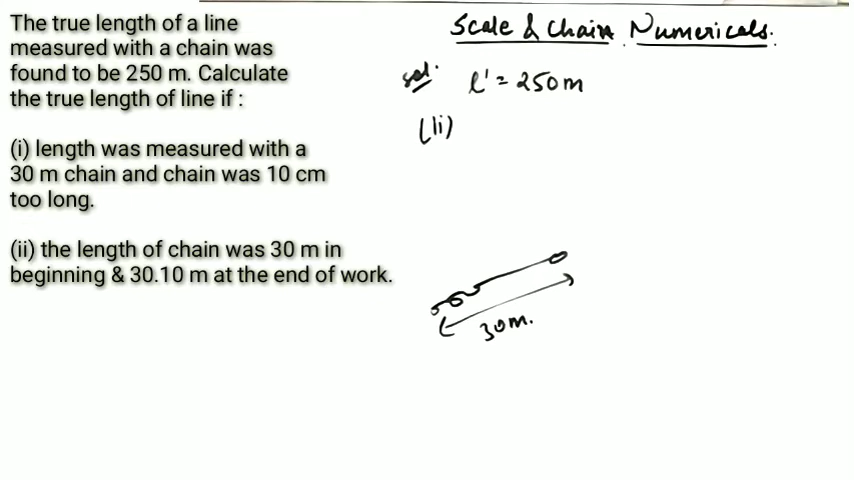 The true length of a line
measured with a chain was
found to be 250 m. Calculate
the true length of line if :
(i) length was measured with a
30 m chain and chain was 10 cm
too long.
(ii) the length of chain was 30 m in
beginning & 30.10 m at the end of work.
Scale & Chain Numericals.
sol.
l' = 250m
(ii)
30m.